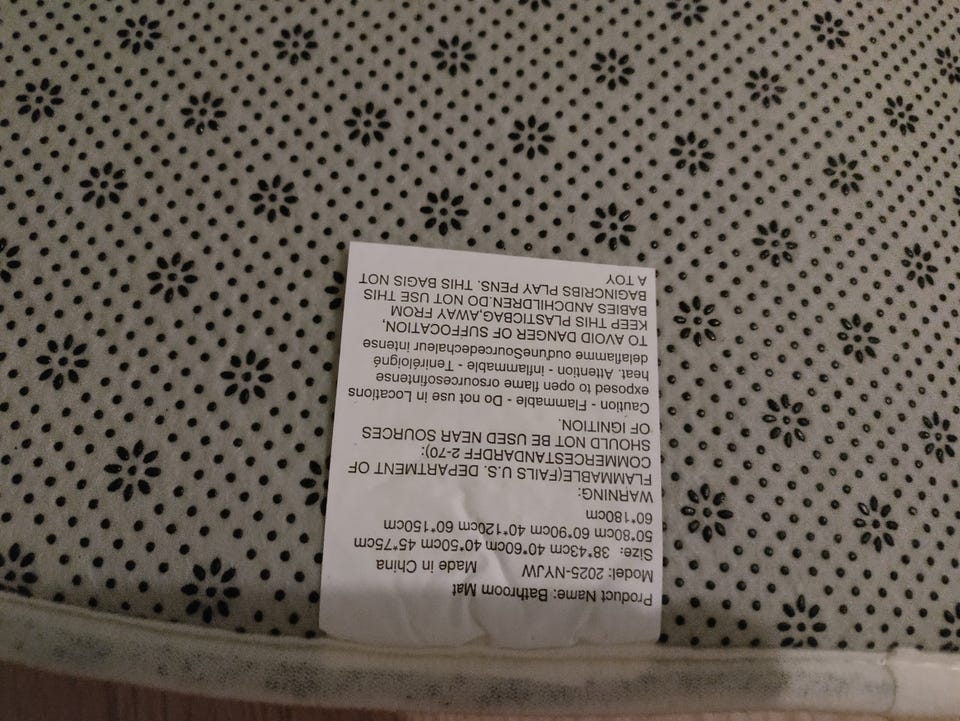 Product Name: Bathroom Mat
Model: 2025-NYJW Made in China
Size: 38*43cm 40*60cm 40*50cm 45*75cm
50*80cm 60*90cm 40*120cm 60*150cm
60*180cm
WARNING:
FLAMMABLE(FAILS U.S. DEPARTMENT OF
COMMERCESTANDARDFF 2-70):
SHOULD NOT BE USED NEAR SOURCES
OF IGNITION.
Caution - Flammable - Do not use in Locations
exposed to open flame orsourcesofintense
heat. Attention - inflammable - Teniréloigné
delaflamme oudʹuneSourcedechaleur intense
TO AVOID DANGER OF SUFFOCATION,
KEEP THIS PLASTICBAG,AWAY FROM
BABIES ANDCHILDREN.DO NOT USE THIS
BAGINCRIBS PLAY PENS. THIS BAGIS NOT
A TOY